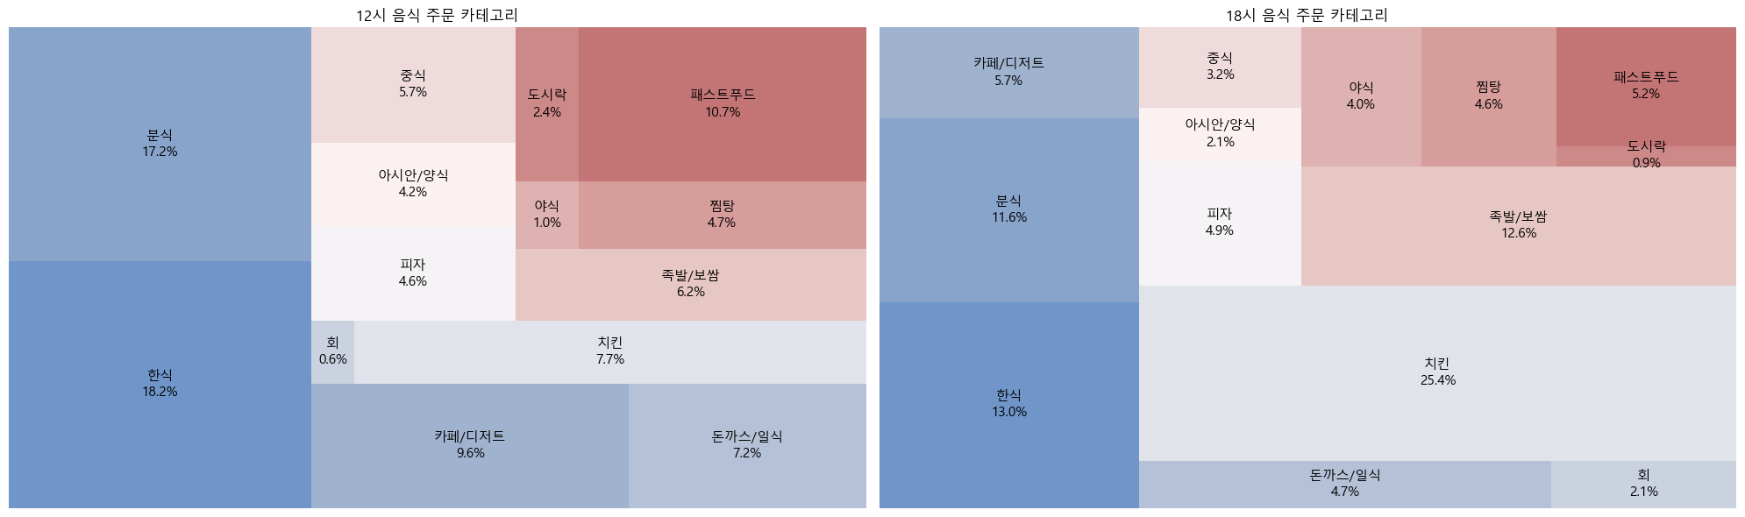 12시 음식 주문 카테고리
분식
17.2%
한식
18.2%
중식
5.7%
아시안/양식
4.2%
피자
4.6%
도시락
2.4%
패스트푸드
10.7%
야식
1.0%
찜탕
4.7%
족발/보쌈
6.2%
회
0.6%
치킨
7.7%
카페/디저트
9.6%
돈까스/일식
7.2%
18시 음식 주문 카테고리
카페/디저트
5.7%
분식
11.6%
한식
13.0%
중식
3.2%
아시안/양식
2.1%
피자
4.9%
야식
4.0%
찜탕
4.6%
패스트푸드
5.2%
도시락
0.9%
족발/보쌈
12.6%
치킨
25.4%
돈까스/일식
4.7%
회
2.1%